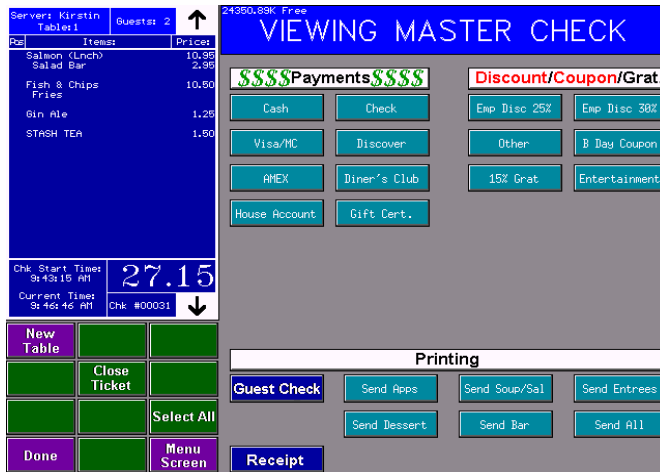 Server: Kirstin
Table:1
Guests: 2
Pos Items: Price:
Salmon (Lnch) 10.95
Salad Bar 2.95
Fish & Chips 10.50
Fries
Gin Ale 1.25
STASH TEA 1.50
Chk Start Time:
9:43:15 AM
27.15
Current Time:
9:46:46 AM
Chk #00031
New
Table
Close
Ticket
Select All
Done
Menu
Screen
24350.89K Free
VIEWING MASTER CHECK
$$$$Payments$$$$
Cash Check
Visa/MC Discover
AMEX Diner's Club
House Account Gift Cert.
Discount/Coupon/Grat.
Emp Disc 25% Emp Disc 30%
Other B Day Coupon
15% Grat Entertainment
Printing
Guest Check Send Apps Send Soup/Sal Send Entrees
Send Dessert Send Bar Send All
Receipt